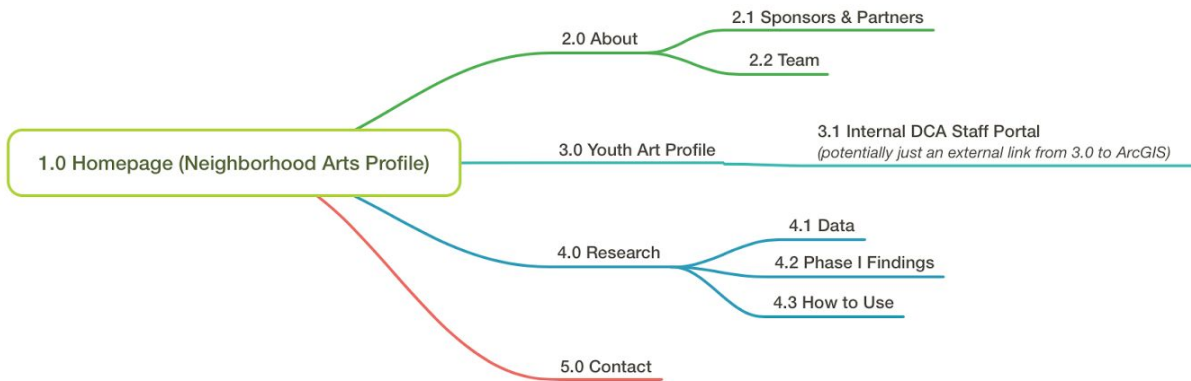 1.0 Homepage (Neighborhood Arts Profile)
2.0 About
2.1 Sponsors & Partners
2.2 Team
3.0 Youth Art Profile
3.1 Internal DCA Staff Portal
(potentially just an external link from 3.0 to ArcGIS)
4.0 Research
4.1 Data
4.2 Phase I Findings
4.3 How to Use
5.0 Contact